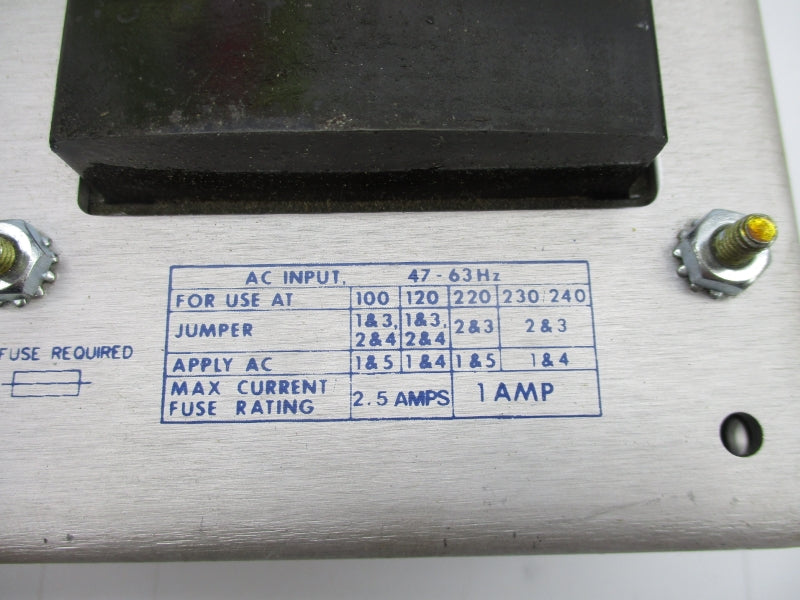 AC INPUT, 47 - 63 Hz
FOR USE AT 100 120 220 230 240
JUMPER 1&3, 2&4 1&3, 2&4 2&3 2&3
APPLY AC 1&5 1&4 1&5 1&4
MAX CURRENT FUSE RATING 2.5 AMPS 1 AMP
FUSE REQUIRED